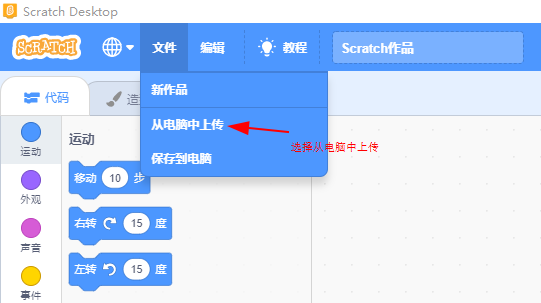 Scratch Desktop
SCRATCH 文件 编辑 教程 Scratch作品
代码 造
新作品
从电脑中上传
选择从电脑中上传
保存到电脑
运动
外观
声音
事件
运动
移动 10 步
右转 15 度
左转 15 度